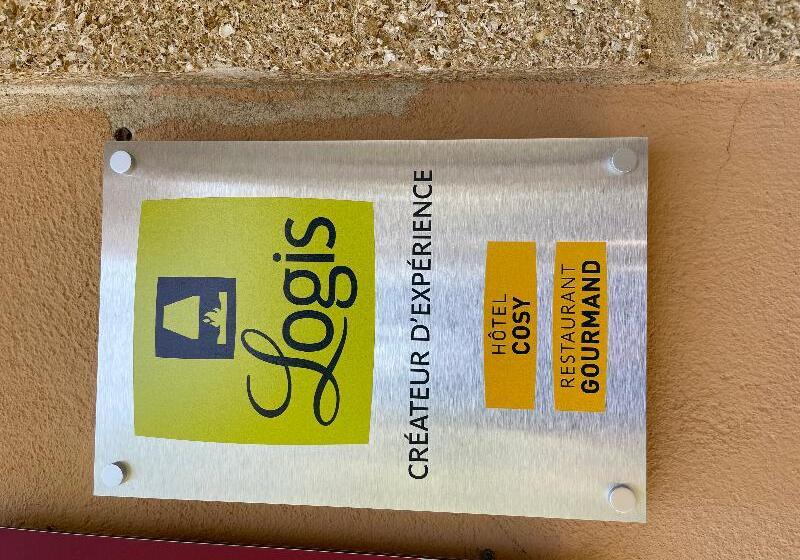 Logis
CRÉATEUR D'EXPÉRIENCE
HÔTEL
COSY
RESTAURANT
GOURMAND